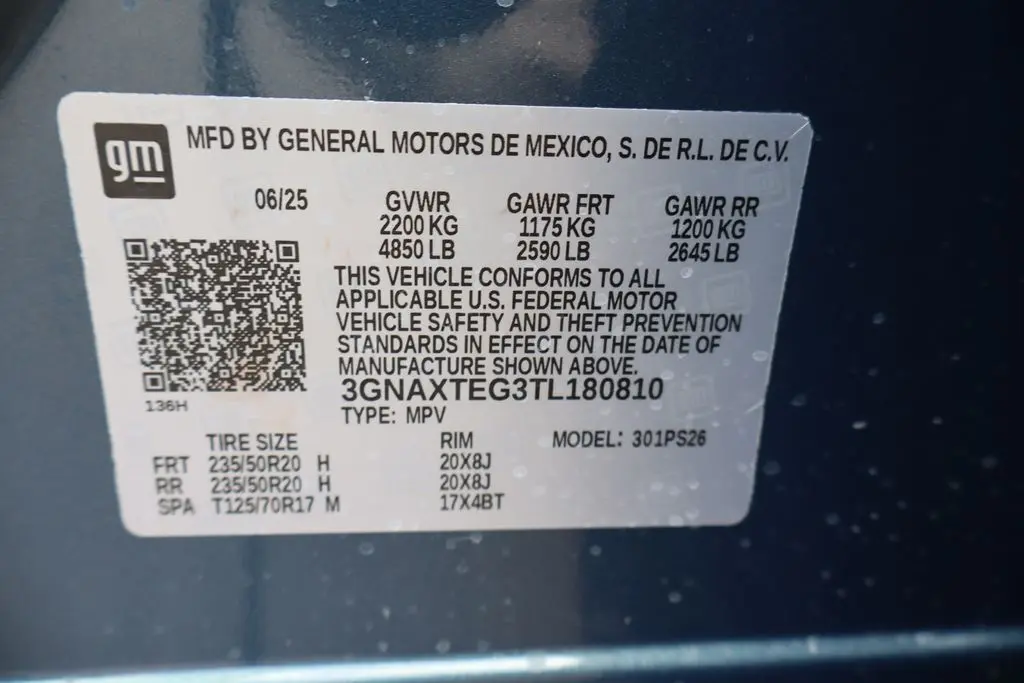 gm
MFD BY GENERAL MOTORS DE MEXICO, S. DE R.L. DE C.V.
06/25 GVWR GAWR FRT GAWR RR
2200 KG 1175 KG 1200 KG
4850 LB 2590 LB 2645 LB
THIS VEHICLE CONFORMS TO ALL
APPLICABLE U.S. FEDERAL MOTOR
VEHICLE SAFETY AND THEFT PREVENTION
STANDARDS IN EFFECT ON THE DATE OF
MANUFACTURE SHOWN ABOVE.
3GNAXTEG3TL180810
136H
TYPE: MPV
TIRE SIZE RIM MODEL: 301PS26
FRT 235/50R20 H 20X8J
RR 235/50R20 H 20X8J
SPA T125/70R17 M 17X4BT